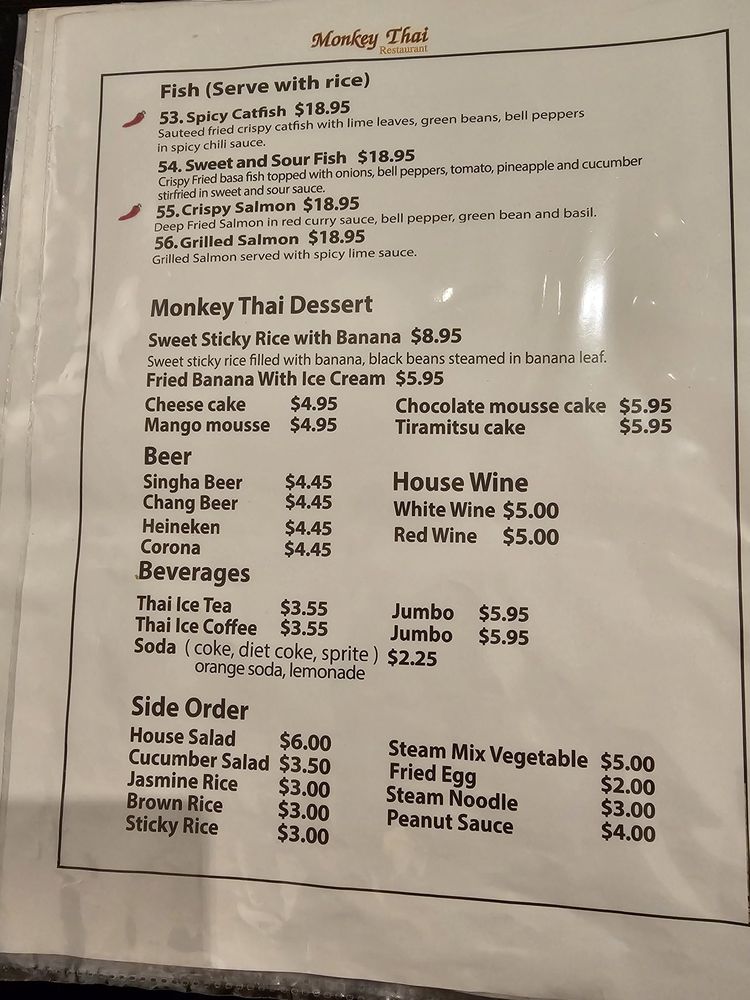 Monkey Thai
Restaurant
Fish (Serve with rice)
53. Spicy Catfish $18.95
Sauteed fried crispy catfish with lime leaves, green beans, bell peppers
in spicy chili sauce.
54. Sweet and Sour Fish $18.95
Crispy Fried basa fish topped with onions, bell peppers, tomato, pineapple and cucumber
stirfried in sweet and sour sauce.
55. Crispy Salmon $18.95
Deep Fried Salmon in red curry sauce, bell pepper, green bean and basil.
56. Grilled Salmon $18.95
Grilled Salmon served with spicy lime sauce.
Monkey Thai Dessert
Sweet Sticky Rice with Banana $8.95
Sweet sticky rice filled with banana, black beans steamed in banana leaf.
Fried Banana With Ice Cream $5.95
Cheese cake $4.95 Chocolate mousse cake $5.95
Mango mousse $4.95 Tiramitsu cake $5.95
Beer
Singha Beer $4.45
Chang Beer $4.45
Heineken $4.45
Corona $4.45
House Wine
White Wine $5.00
Red Wine $5.00
Beverages
Thai Ice Tea $3.55 Jumbo $5.95
Thai Ice Coffee $3.55 Jumbo $5.95
Soda ( coke, diet coke, sprite ) $2.25
orange soda, lemonade
Side Order
House Salad $6.00
Cucumber Salad $3.50
Jasmine Rice $3.00
Brown Rice $3.00
Sticky Rice $3.00
Steam Mix Vegetable $5.00
Fried Egg $2.00
Steam Noodle $3.00
Peanut Sauce $4.00